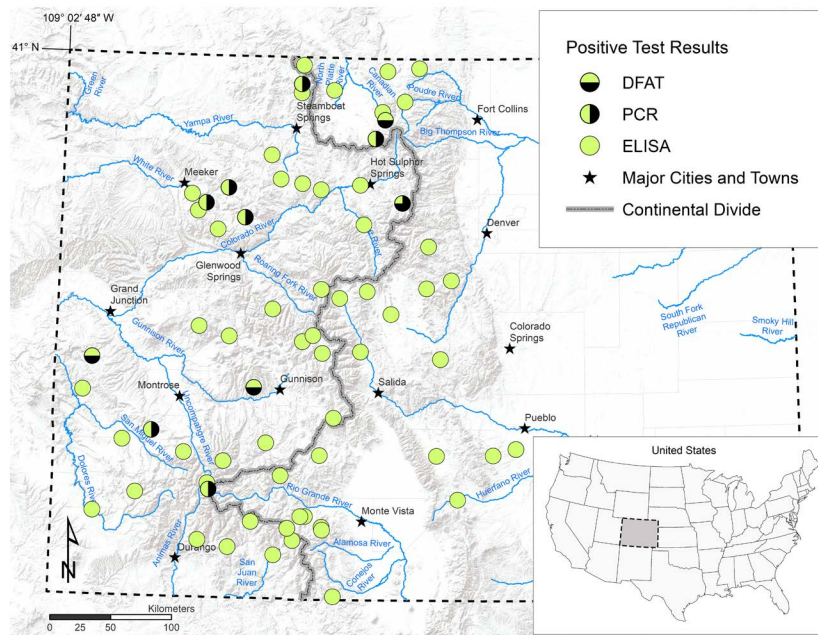 109° 02' 48" W
41° N
Green
River
North
Platte
River
Canadian
River
Poudre River
Fort Collins
Steamboat
Springs
Yampa River
Big Thompson River
White River
Meeker
Hot Sulphur
Springs
Denver
Colorado River
Glenwood
Springs
Roaring Fork River
Grand
Junction
Gunnison River
Colorado
Springs
South Fork
Republican
River
Smoky Hill
River
Montrose
Gunnison
Salida
Uncompahgre River
San Miguel River
Pueblo
Dolores River
Huerfano River
Rio Grande River
Monte Vista
Alamosa River
Animas River
Durango
San
Juan
River
Conejos
River
N
Kilometers
0 25 50 100
Positive Test Results
DFAT
PCR
ELISA
Major Cities and Towns
Continental Divide
United States